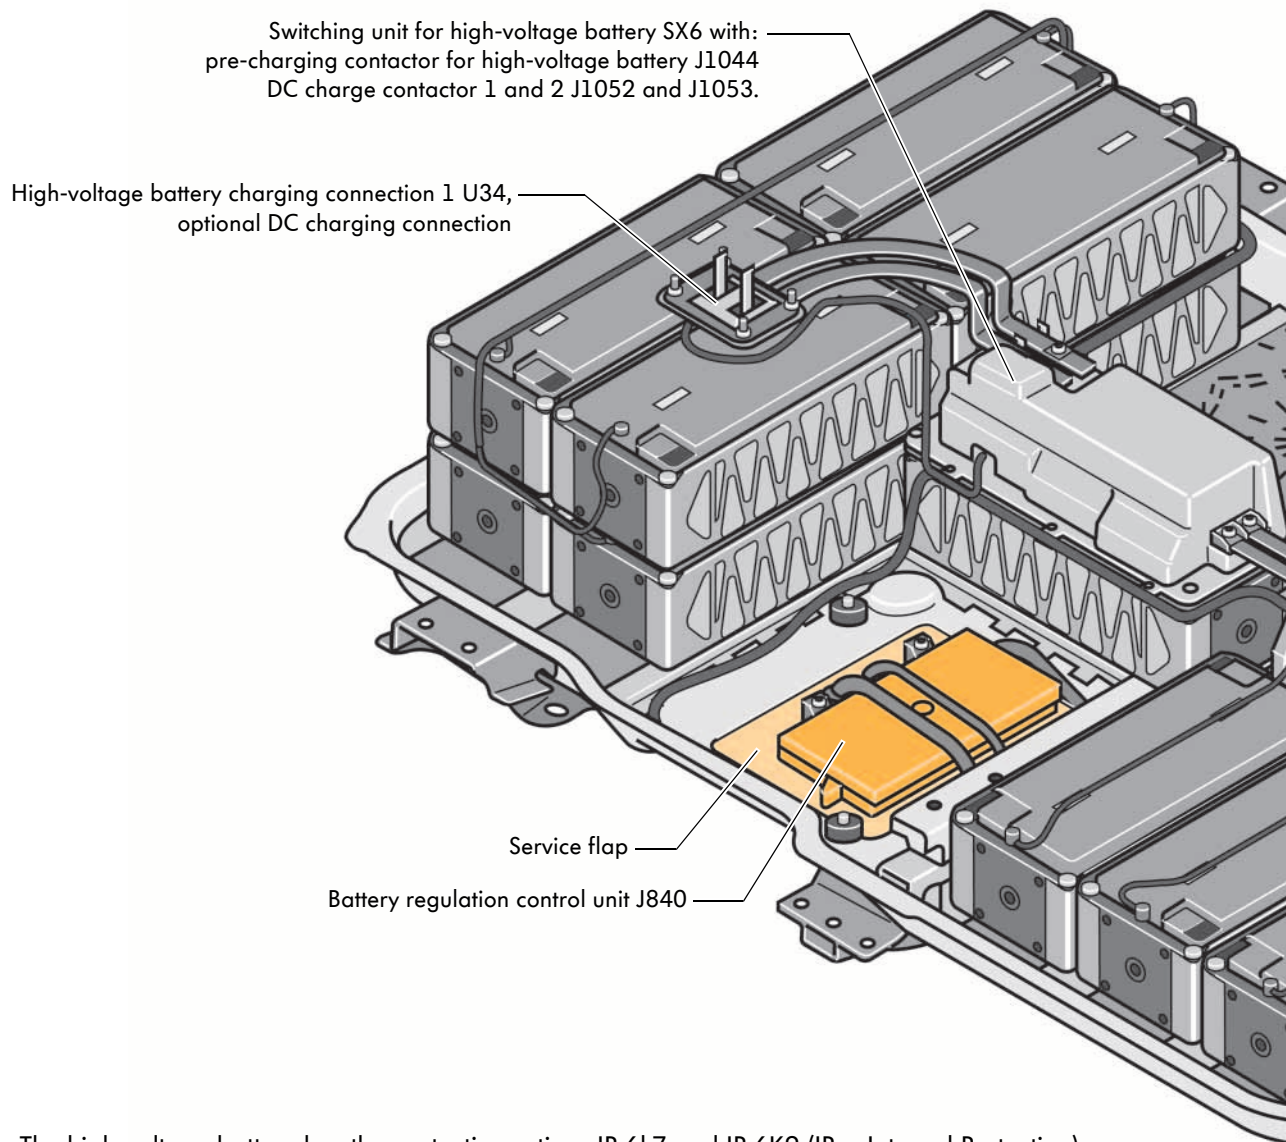 Switching unit for high-voltage battery SX6 with:
pre-charging contactor for high-voltage battery J1044
DC charge contactor 1 and 2 J1052 and J1053.
High-voltage battery charging connection 1 U34,
optional DC charging connection
Service flap
Battery regulation control unit J840